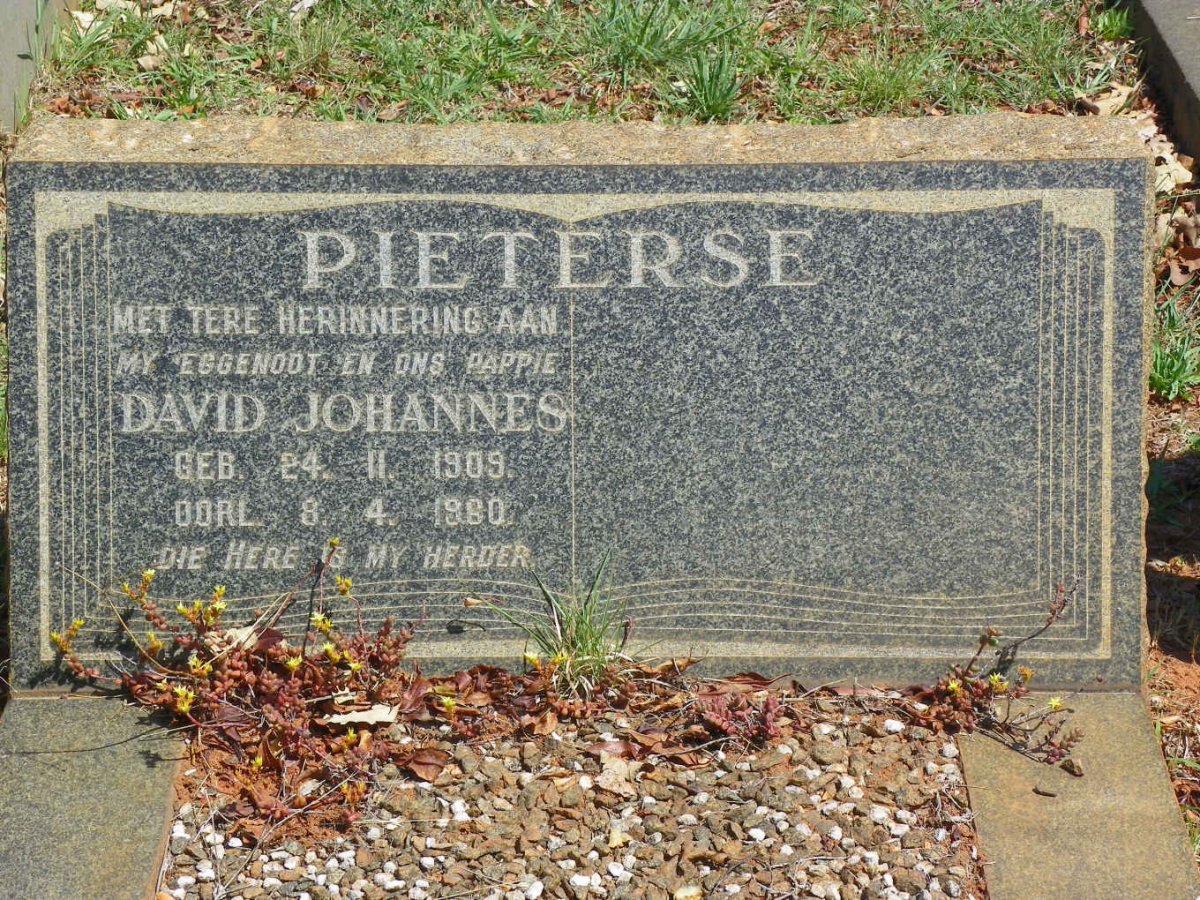 PIETERSE
MET TERE HERINNERING AAN
MY EGGENOOT EN ONS PAPPIE
DAVID JOHANNES
GEB. 24. 11. 1909.
OORL. 8. 4. 1960.
DIE HERE IS MY HERDER.